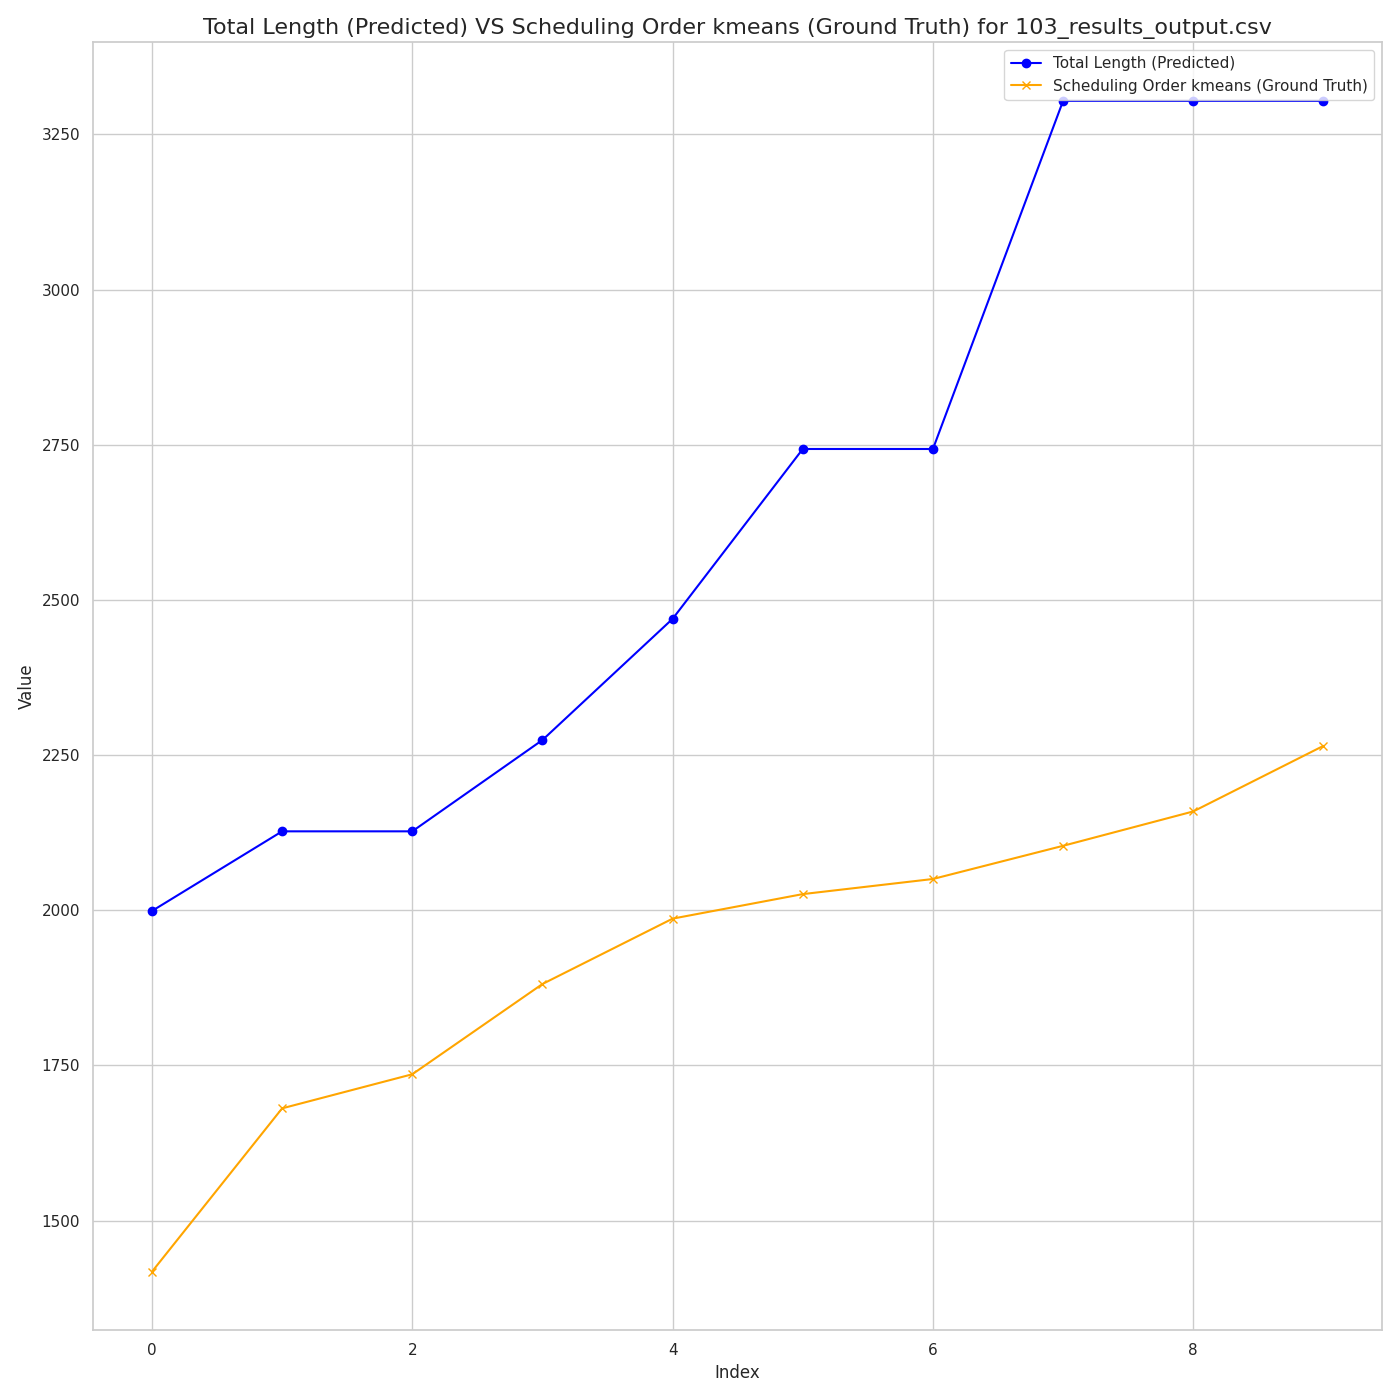 Total Length (Predicted) VS Scheduling Order kmeans (Ground Truth) for 103_results_output.csv
Total Length (Predicted)
Scheduling Order kmeans (Ground Truth)
3250
3000
2750
2500
2250
2000
1750
1500
Value
0 2 4 6 8
Index